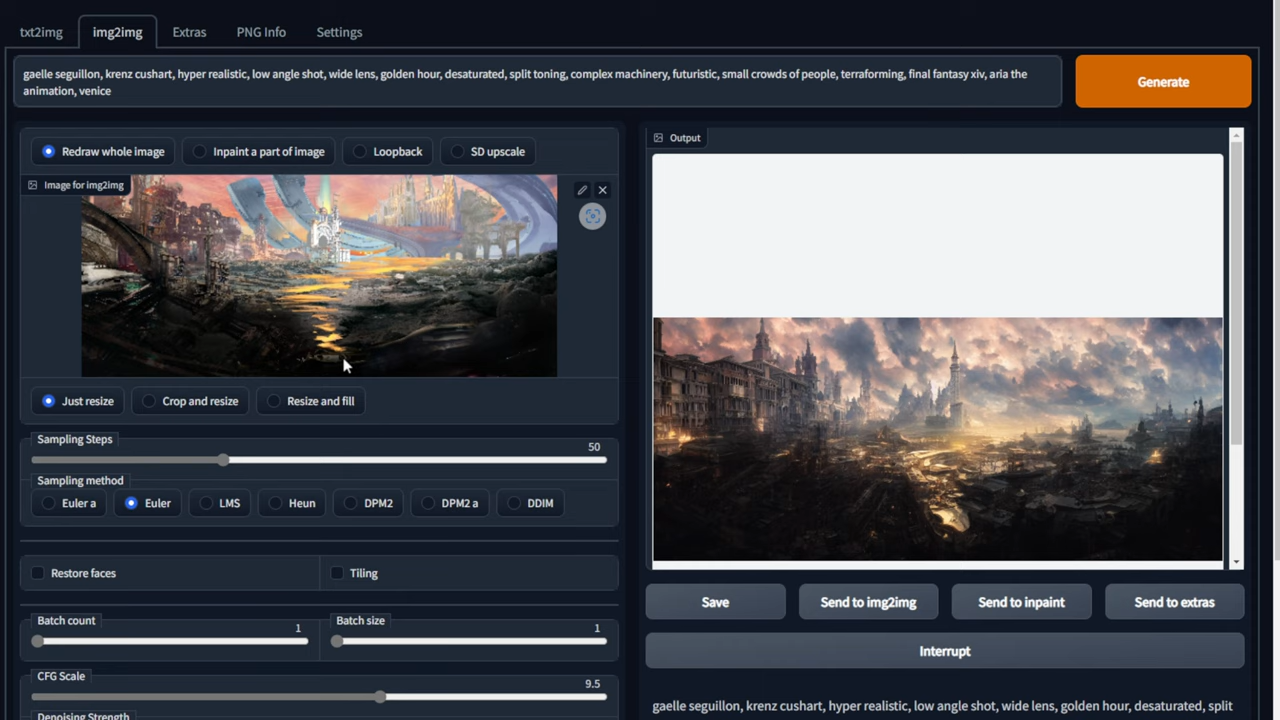 txt2img img2img Extras PNG Info Settings
gaelle seguillon, krenz cushart, hyper realistic, low angle shot, wide lens, golden hour, desaturated, split toning, complex machinery, futuristic, small crowds of people, terraforming, final fantasy xiv, aria the
animation, venice
Generate
Redraw whole image Inpaint a part of image Loopback SD upscale
Image for img2img
Just resize Crop and resize Resize and fill
Sampling Steps 50
Sampling method
Euler a Euler LMS Heun DPM2 DPM2 a DDIM
Restore faces Tiling
Batch count 1 Batch size 1
CFG Scale 9.5
Denoising Strength
Output
Save Send to img2img Send to inpaint Send to extras
Interrupt
gaelle seguillon, krenz cushart, hyper realistic, low angle shot, wide lens, golden hour, desaturated, split